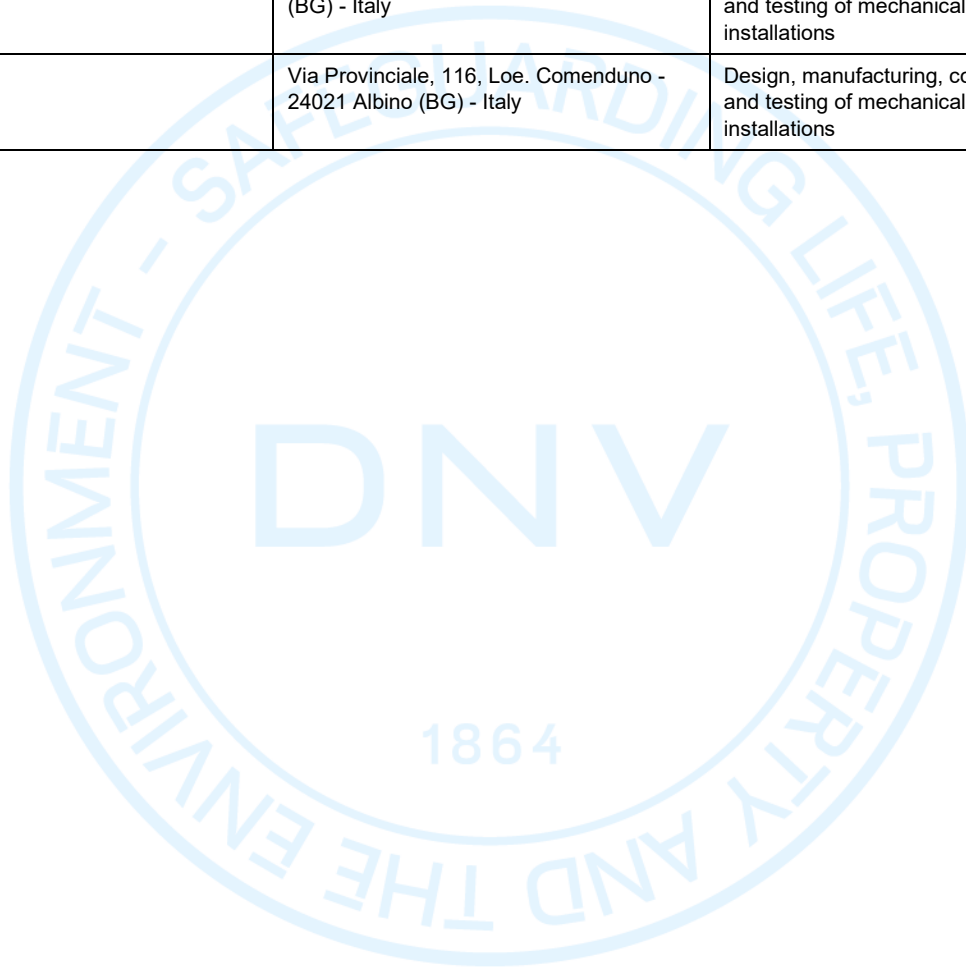 (BG) - Italy
and testing of mechanical
installations
Via Provinciale, 116, Loe. Comenduno -
24021 Albino (BG) - Italy
Design, manufacturing, co
and testing of mechanical
installations
SAFEGUARDING LIFE, PROPERTY AND THE ENVIRONMENT -
DNV
1864